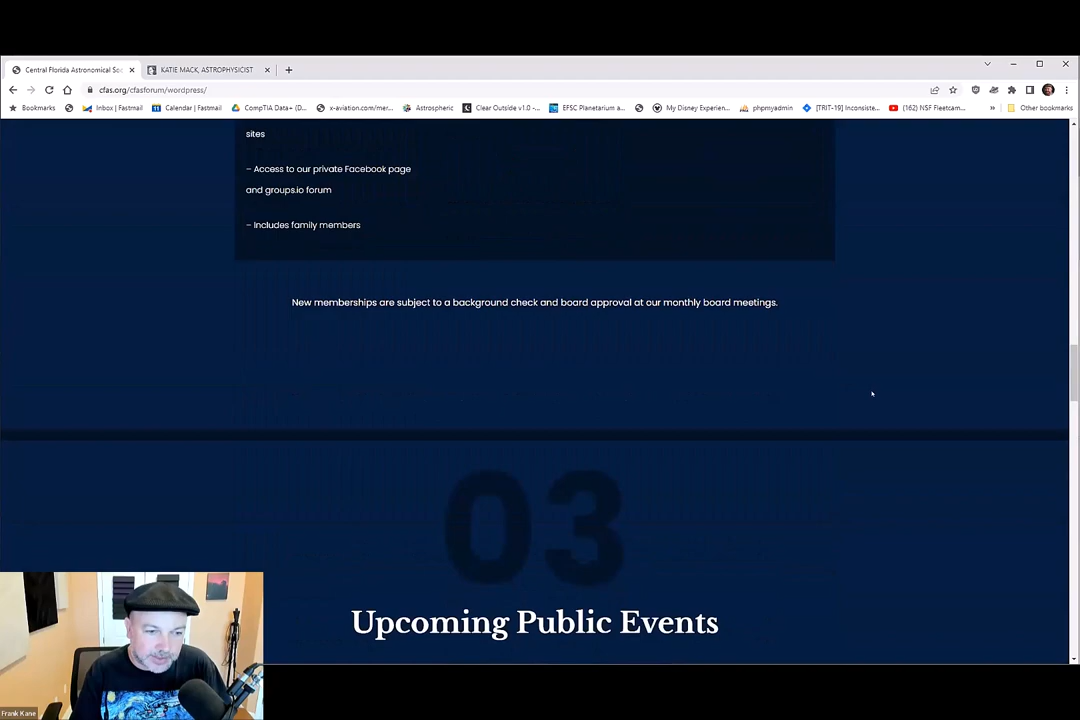 Central Florida Astronomical Soc
KATIE MACK, ASTROPHYSICIST
cfas.org/cfasforum/wordpress/
Bookmarks
Inbox | Fastmail
Calendar | Fastmail
CompTIA Data+ (D...
x-aviation.com/mer...
Astrospheric
Clear Outside v1.0 -...
EFSC Planetarium a...
My Disney Experien...
phpmyadmin
[TRIT-19] Inconsiste...
(162) NSF Fleetcam...
Other bookmarks
sites
– Access to our private Facebook page
and groups.io forum
– Includes family members
New memberships are subject to a background check and board approval at our monthly board meetings.
03
Upcoming Public Events
Frank Kane